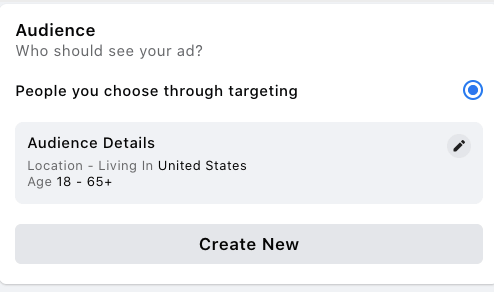 Audience
Who should see your ad?
People you choose through targeting
Audience Details
Location - Living In United States
Age 18 - 65+
Create New